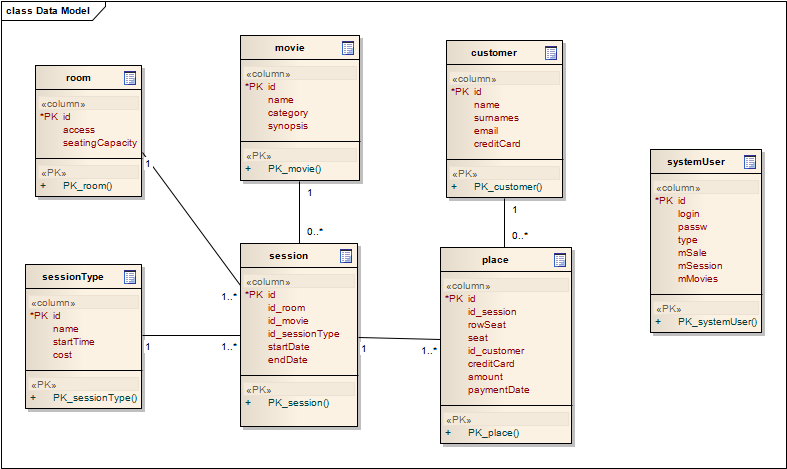 class Data Model
room
«column»
*PK id
access
seatingCapacity
«PK»
+ PK_room()
1
1..*
movie
«column»
*PK id
name
category
synopsis
«PK»
+ PK_movie()
1
0..*
customer
«column»
*PK id
name
surnames
email
creditCard
«PK»
+ PK_customer()
1
0..*
systemUser
«column»
*PK id
login
passw
type
mSale
mSession
mMovies
«PK»
+ PK_systemUser()
sessionType
«column»
*PK id
name
startTime
cost
«PK»
+ PK_sessionType()
1
1..*
session
«column»
*PK id
id_room
id_movie
id_sessionType
startDate
endDate
«PK»
+ PK_session()
1
1..*
place
«column»
*PK id
id_session
rowSeat
seat
id_customer
creditCard
amount
paymentDate
«PK»
+ PK_place()